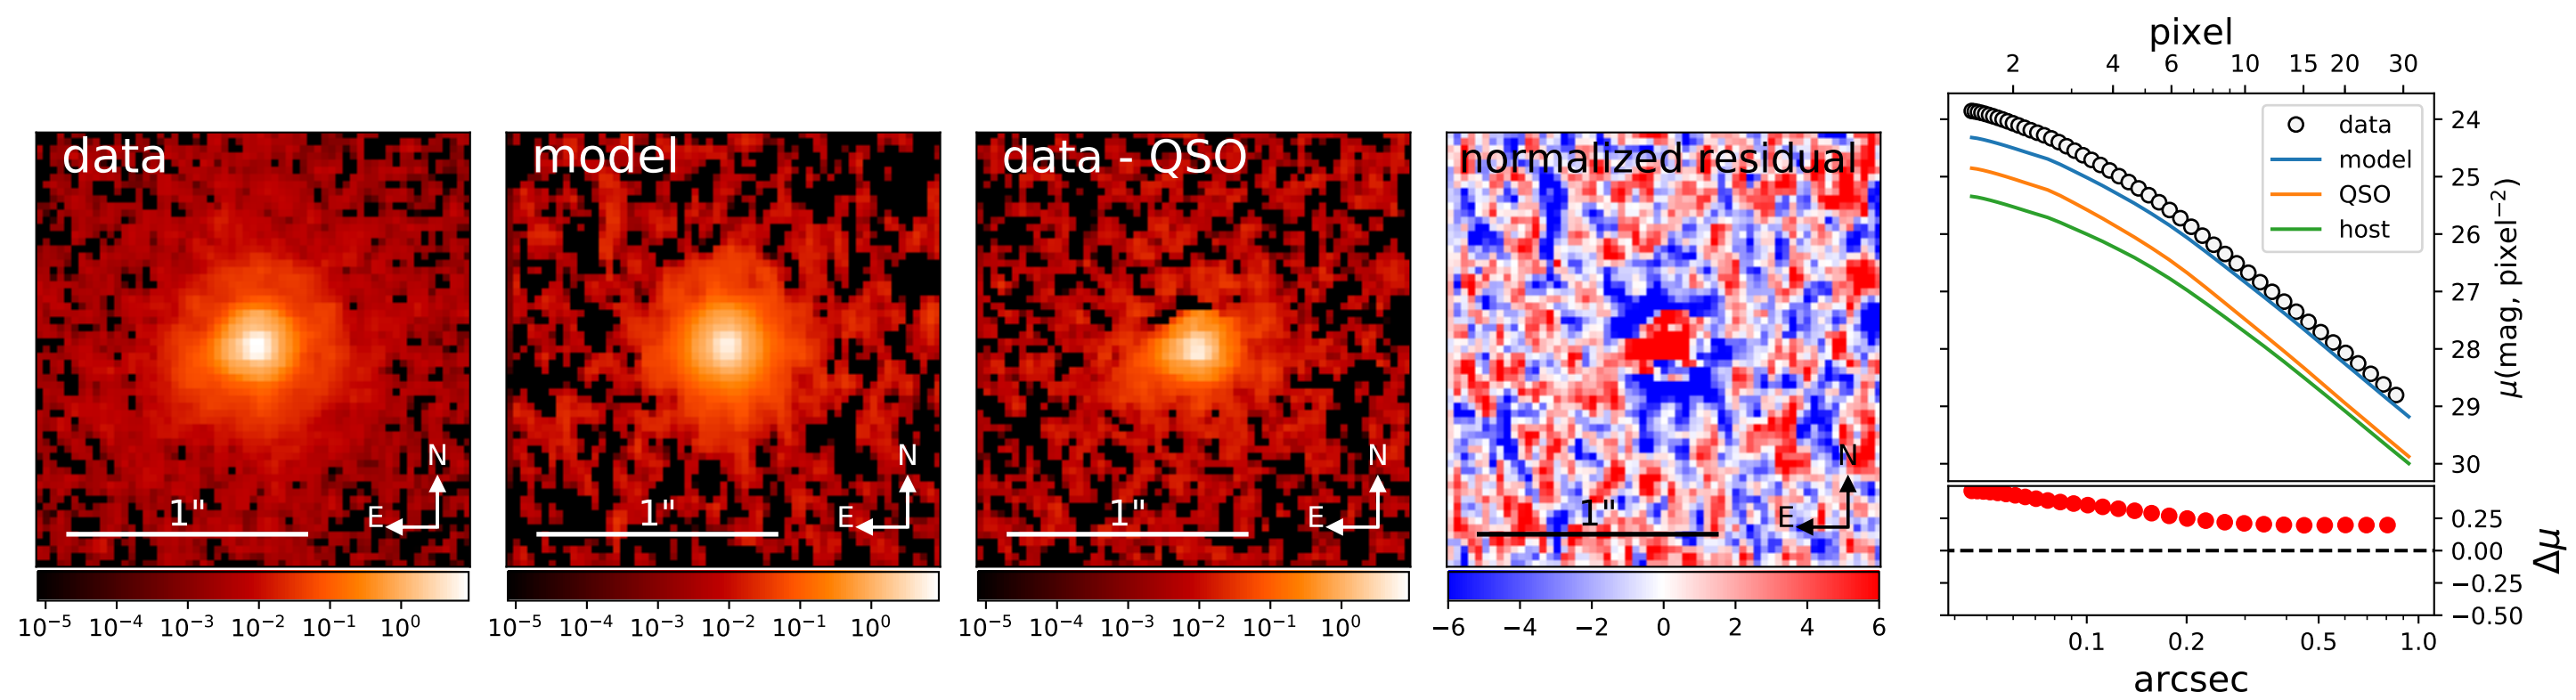 data
N
E
1"
10⁻⁵ 10⁻⁴ 10⁻³ 10⁻² 10⁻¹ 10⁰
model
N
E
1"
10⁻⁵ 10⁻⁴ 10⁻³ 10⁻² 10⁻¹ 10⁰
data - QSO
N
E
1"
10⁻⁵ 10⁻⁴ 10⁻³ 10⁻² 10⁻¹ 10⁰
normalized residual
N
E
1"
−6 −4 −2 0 2 4 6
pixel
2 4 6 10 15 20 30
data
model
QSO
host
24
25
26
27
28
29
30
μ(mag, pixel⁻²)
0.25
0.00
−0.25
−0.50
Δμ
0.1 0.2 0.5 1.0
arcsec